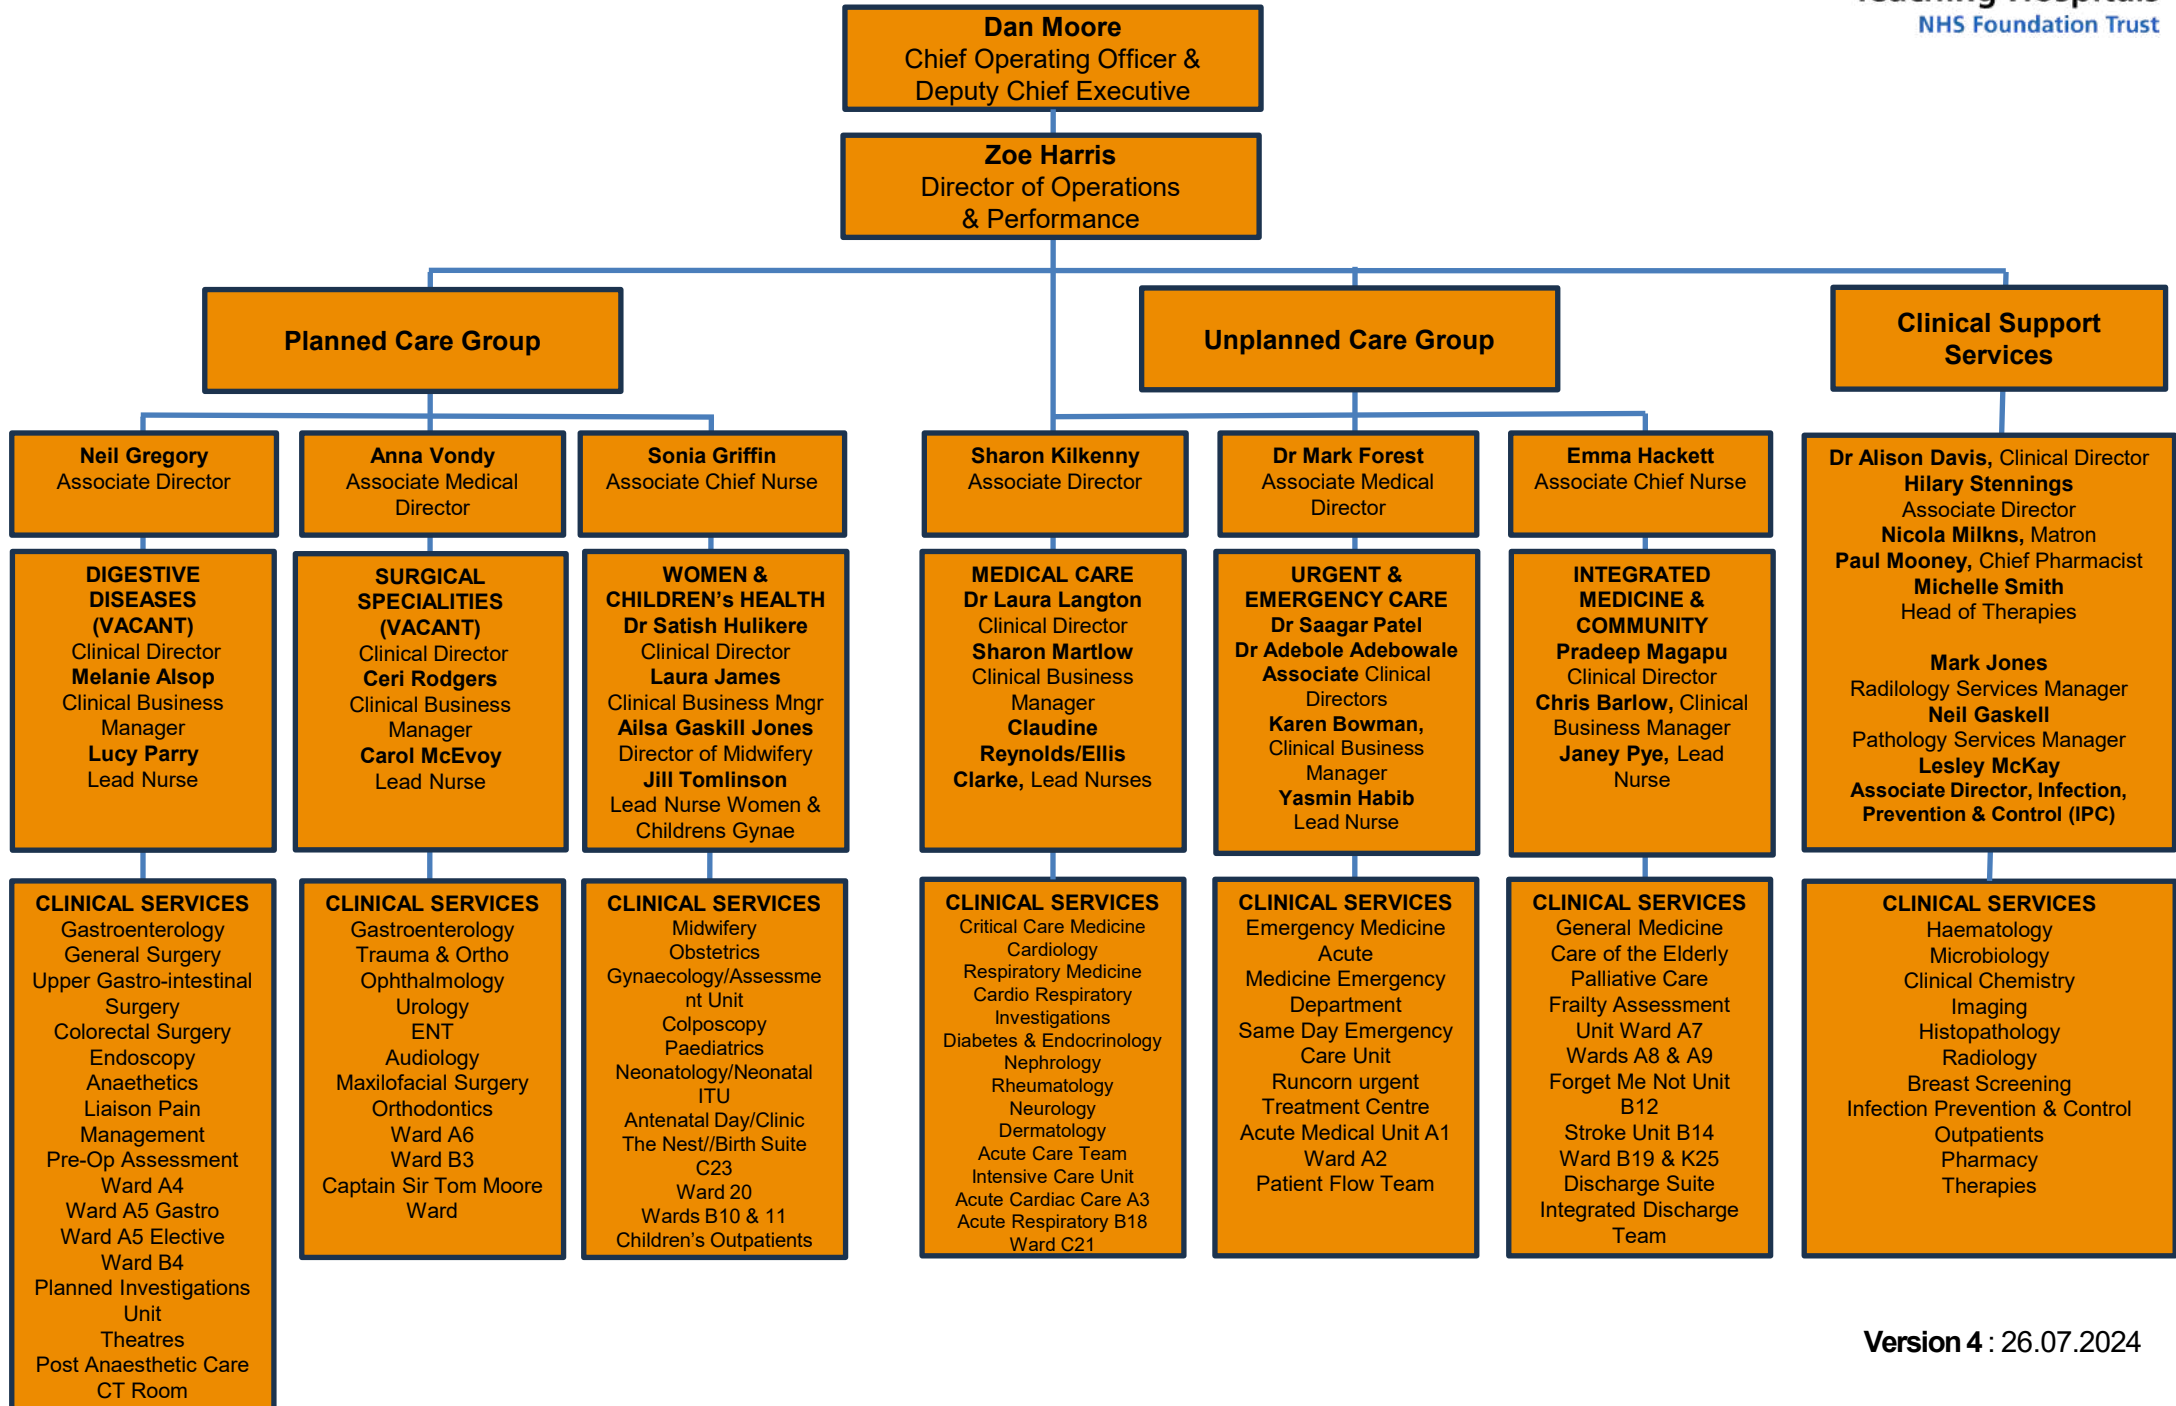 Teaching Hospitals
NHS Foundation Trust
Dan Moore
Chief Operating Officer &
Deputy Chief Executive
Zoe Harris
Director of Operations
& Performance
Planned Care Group
Unplanned Care Group
Clinical Support
Services
Neil Gregory
Associate Director
Anna Vondy
Associate Medical
Director
Sonia Griffin
Associate Chief Nurse
Sharon Kilkenny
Associate Director
Dr Mark Forest
Associate Medical
Director
Emma Hackett
Associate Chief Nurse
Dr Alison Davis, Clinical Director
Hilary Stennings
Associate Director
Nicola Milkns, Matron
Paul Mooney, Chief Pharmacist
Michelle Smith
Head of Therapies
Mark Jones
Radilology Services Manager
Neil Gaskell
Pathology Services Manager
Lesley McKay
Associate Director, Infection,
Prevention & Control (IPC)
DIGESTIVE
DISEASES
(VACANT)
Clinical Director
Melanie Alsop
Clinical Business
Manager
Lucy Parry
Lead Nurse
SURGICAL
SPECIALITIES
(VACANT)
Clinical Director
Ceri Rodgers
Clinical Business
Manager
Carol McEvoy
Lead Nurse
WOMEN &
CHILDREN's HEALTH
Dr Satish Hulikere
Clinical Director
Laura James
Clinical Business Mngr
Ailsa Gaskill Jones
Director of Midwifery
Jill Tomlinson
Lead Nurse Women &
Childrens Gynae
MEDICAL CARE
Dr Laura Langton
Clinical Director
Sharon Martlow
Clinical Business
Manager
Claudine
Reynolds/Ellis
Clarke, Lead Nurses
URGENT &
EMERGENCY CARE
Dr Saagar Patel
Dr Adebole Adebowale
Associate Clinical
Directors
Karen Bowman,
Clinical Business
Manager
Yasmin Habib
Lead Nurse
INTEGRATED
MEDICINE &
COMMUNITY
Pradeep Magapu
Clinical Director
Chris Barlow, Clinical
Business Manager
Janey Pye, Lead
Nurse
CLINICAL SERVICES
Gastroenterology
General Surgery
Upper Gastro-intestinal
Surgery
Colorectal Surgery
Endoscopy
Anaethetics
Liaison Pain
Management
Pre-Op Assessment
Ward A4
Ward A5 Gastro
Ward A5 Elective
Ward B4
Planned Investigations
Unit
Theatres
Post Anaesthetic Care
CT Room
CLINICAL SERVICES
Gastroenterology
Trauma & Ortho
Ophthalmology
Urology
ENT
Audiology
Maxilofacial Surgery
Orthodontics
Ward A6
Ward B3
Captain Sir Tom Moore
Ward
CLINICAL SERVICES
Midwifery
Obstetrics
Gynaecology/Assessme
nt Unit
Colposcopy
Paediatrics
Neonatology/Neonatal
ITU
Antenatal Day/Clinic
The Nest//Birth Suite
C23
Ward 20
Wards B10 & 11
Children's Outpatients
CLINICAL SERVICES
Critical Care Medicine
Cardiology
Respiratory Medicine
Cardio Respiratory
Investigations
Diabetes & Endocrinology
Nephrology
Rheumatology
Neurology
Dermatology
Acute Care Team
Intensive Care Unit
Acute Cardiac Care A3
Acute Respiratory B18
Ward C21
CLINICAL SERVICES
Emergency Medicine
Acute
Medicine Emergency
Department
Same Day Emergency
Care Unit
Runcorn urgent
Treatment Centre
Acute Medical Unit A1
Ward A2
Patient Flow Team
CLINICAL SERVICES
General Medicine
Care of the Elderly
Palliative Care
Frailty Assessment
Unit Ward A7
Wards A8 & A9
Forget Me Not Unit
B12
Stroke Unit B14
Ward B19 & K25
Discharge Suite
Integrated Discharge
Team
CLINICAL SERVICES
Haematology
Microbiology
Clinical Chemistry
Imaging
Histopathology
Radiology
Breast Screening
Infection Prevention & Control
Outpatients
Pharmacy
Therapies
Version 4 : 26.07.2024